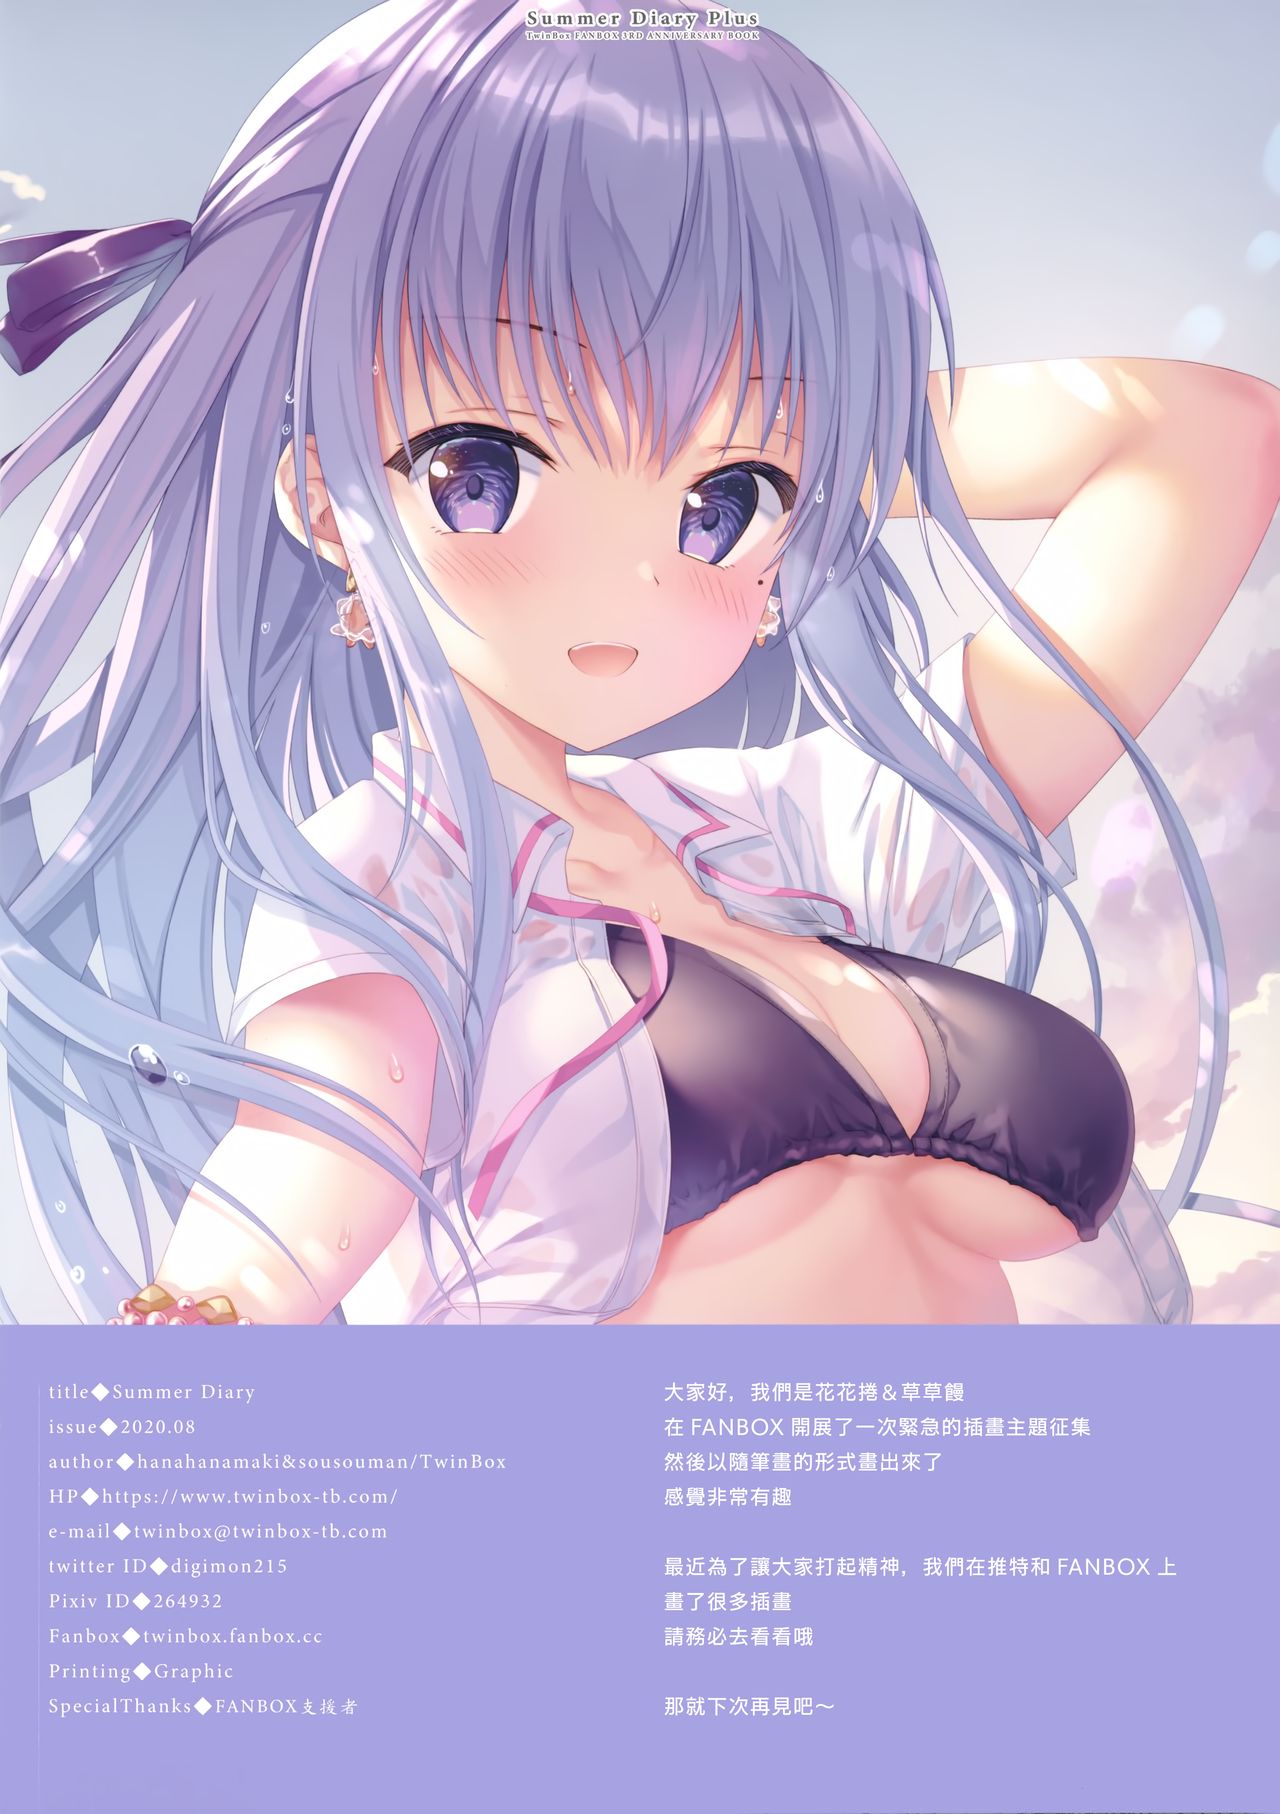 Summer Diary Plus
TwinBox FANBOX 3RD ANNIVERSARY BOOK
title◆Summer Diary
issue◆2020.08
author◆hanahanamaki&sousouman/TwinBox
HP◆https://www.twinbox-tb.com/
e-mail◆twinbox@twinbox-tb.com
twitter ID◆digimon215
Pixiv ID◆264932
Fanbox◆twinbox.fanbox.cc
Printing◆Graphic
SpecialThanks◆FANBOX支援者
大家好，我們是花花捲＆草草饅
在 FANBOX 開展了一次緊急的插畫主題征集
然後以隨筆畫的形式畫出來了
感覺非常有趣
最近為了讓大家打起精神，我們在推特和 FANBOX 上
畫了很多插畫
請務必去看看哦
那就下次再見吧～